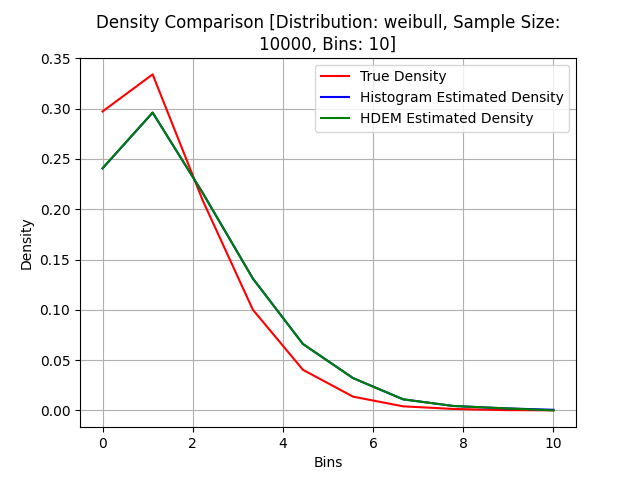 Density Comparison [Distribution: weibull, Sample Size:
10000, Bins: 10]
0.35
0.30
0.25
0.20
0.15
0.10
0.05
0.00
Density
True Density
Histogram Estimated Density
HDEM Estimated Density
0 2 4 6 8 10
Bins